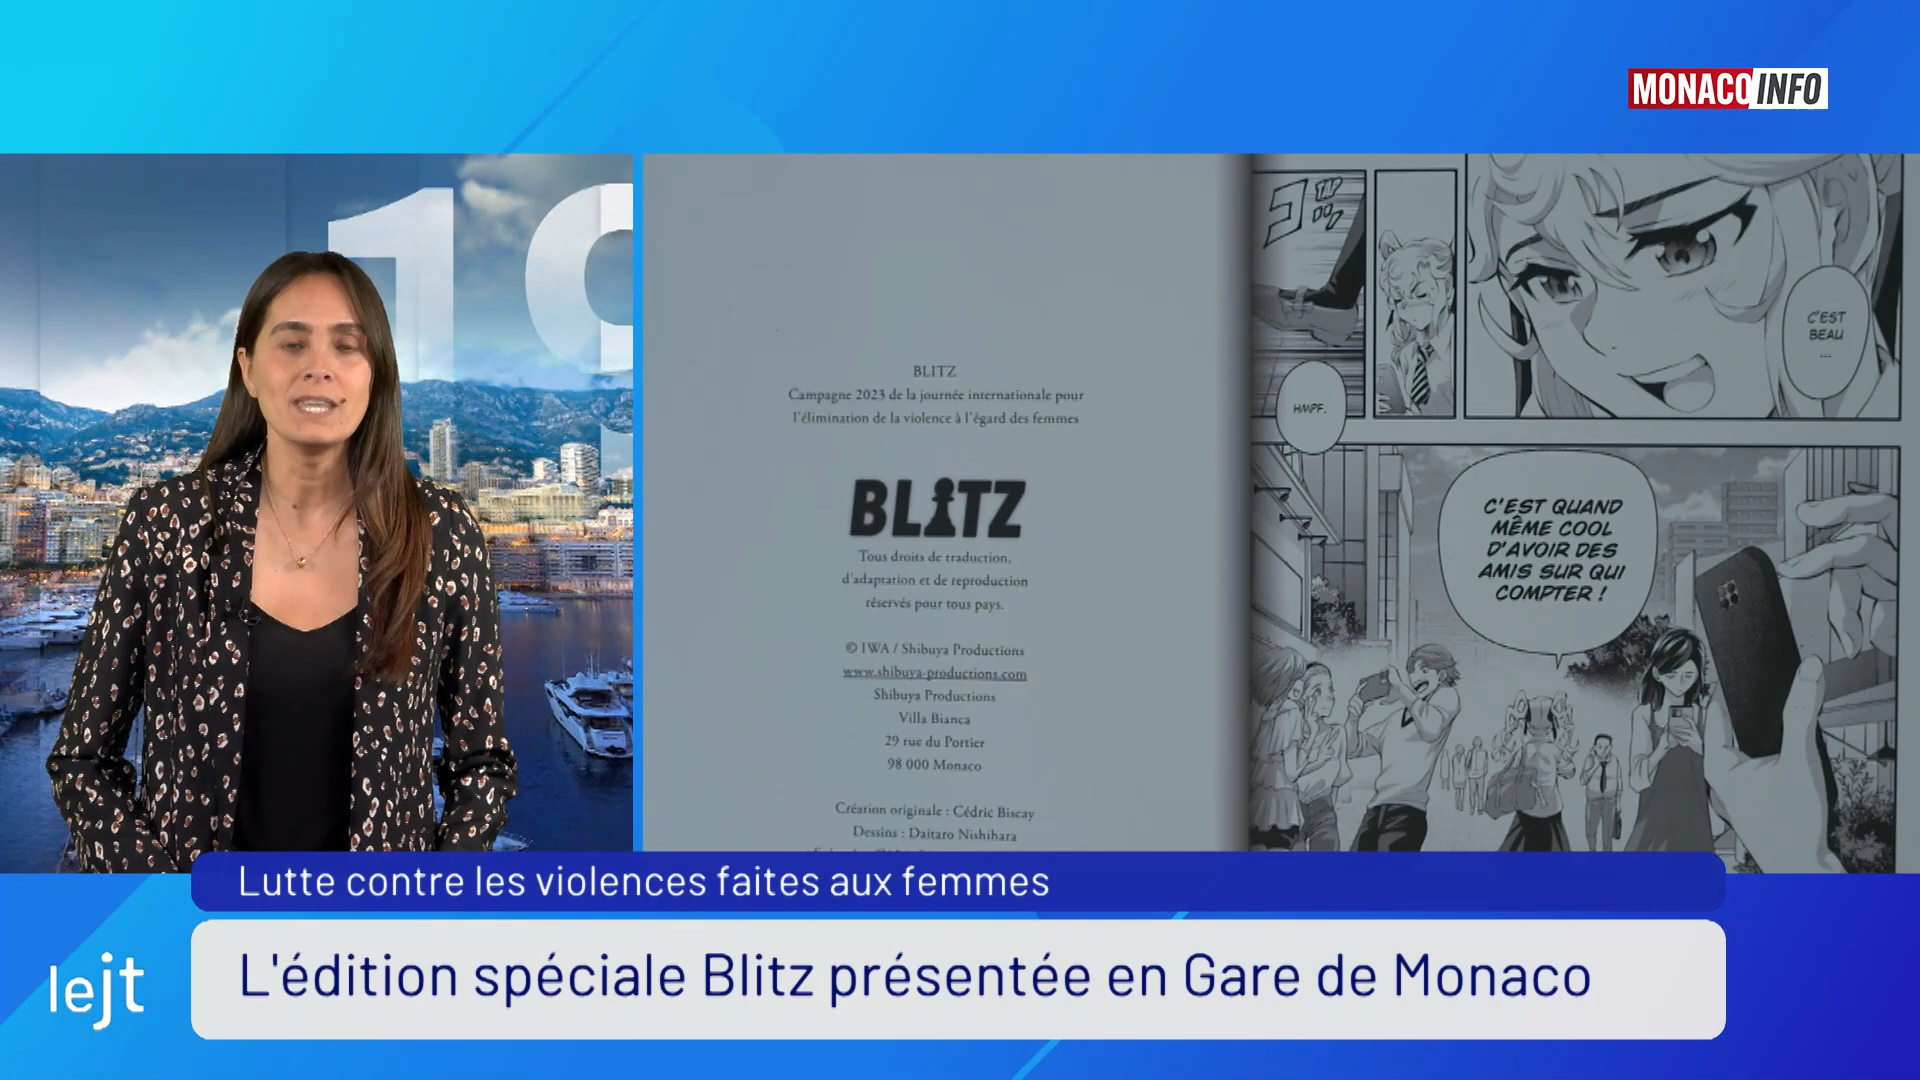 MONACOINFO
19
BLITZ
Campagne 2023 de la journée internationale pour
l'élimination de la violence à l'égard des femmes
BLITZ
Tous droits de traduction,
d'adaptation et de reproduction
réservés pour tous pays.
© IWA / Shibuya Productions
www.shibuya-productions.com
Shibuya Productions
Villa Bianca
29 rue du Portier
98 000 Monaco
Création originale : Cédric Biscay
Dessins : Daitaro Nishihara
HMPF.
C'EST
BEAU
...
C'EST QUAND
MÊME COOL
D'AVOIR DES
AMIS SUR QUI
COMPTER !
Lutte contre les violences faites aux femmes
L'édition spéciale Blitz présentée en Gare de Monaco
lejt